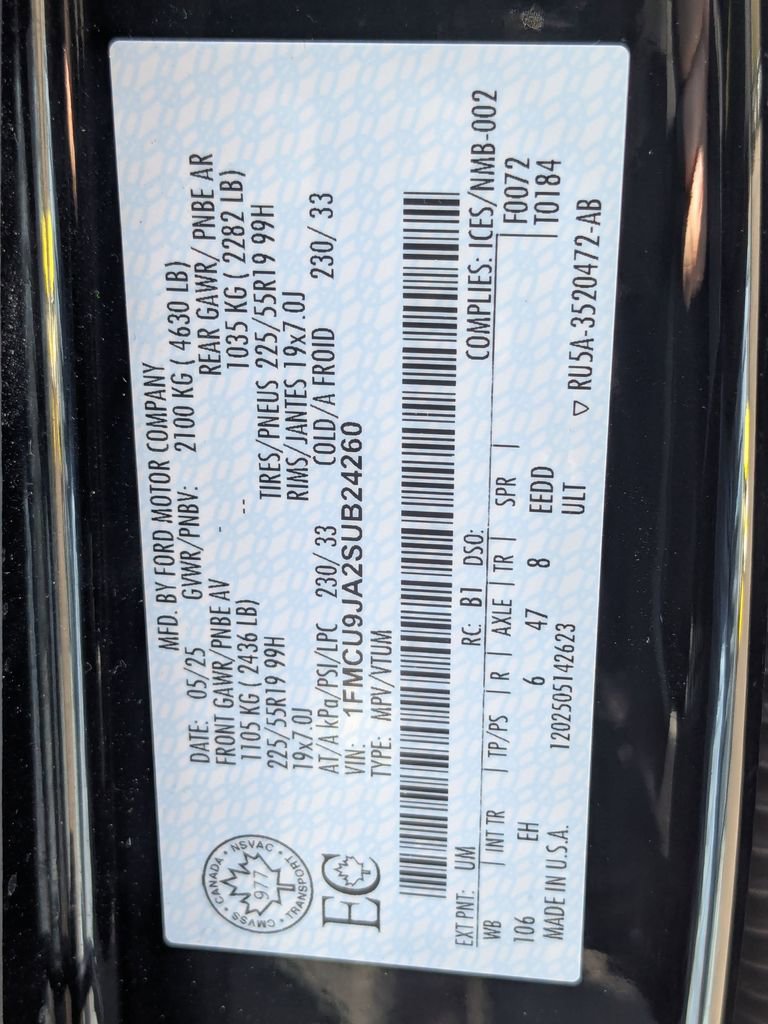 MFD. BY FORD MOTOR COMPANY
DATE: 05/25 GVWR/PNBV: 2100 KG ( 4630 LB)
FRONT GAWR/PNBE AV REAR GAWR/ PNBE AR
1105 KG ( 2436 LB) - -- 1035 KG ( 2282 LB)
225/55R19 99H TIRES/PNEUS 225/55R19 99H
19x7.0J RIMS/JANTES 19x7.0J
AT/A kPa/PSI/LPC 230/ 33 COLD/A FROID 230/ 33
VIN: 1FMCU9JA2SUB24260
TYPE: MPV/VTUM
CANADA • NSVAC • TRANSPORT • CMVSS •
977
EC
EXT PNT: UM RC: B1 DSO: COMPLIES: ICES/NMB-002
WB | INT TR | TP/PS | R | AXLE | TR | SPR | F0072
106 EH 6 47 8 EEDD T0184
MADE IN U.S.A. 1202505142623 ULT
▽ RU5A-3520472-AB